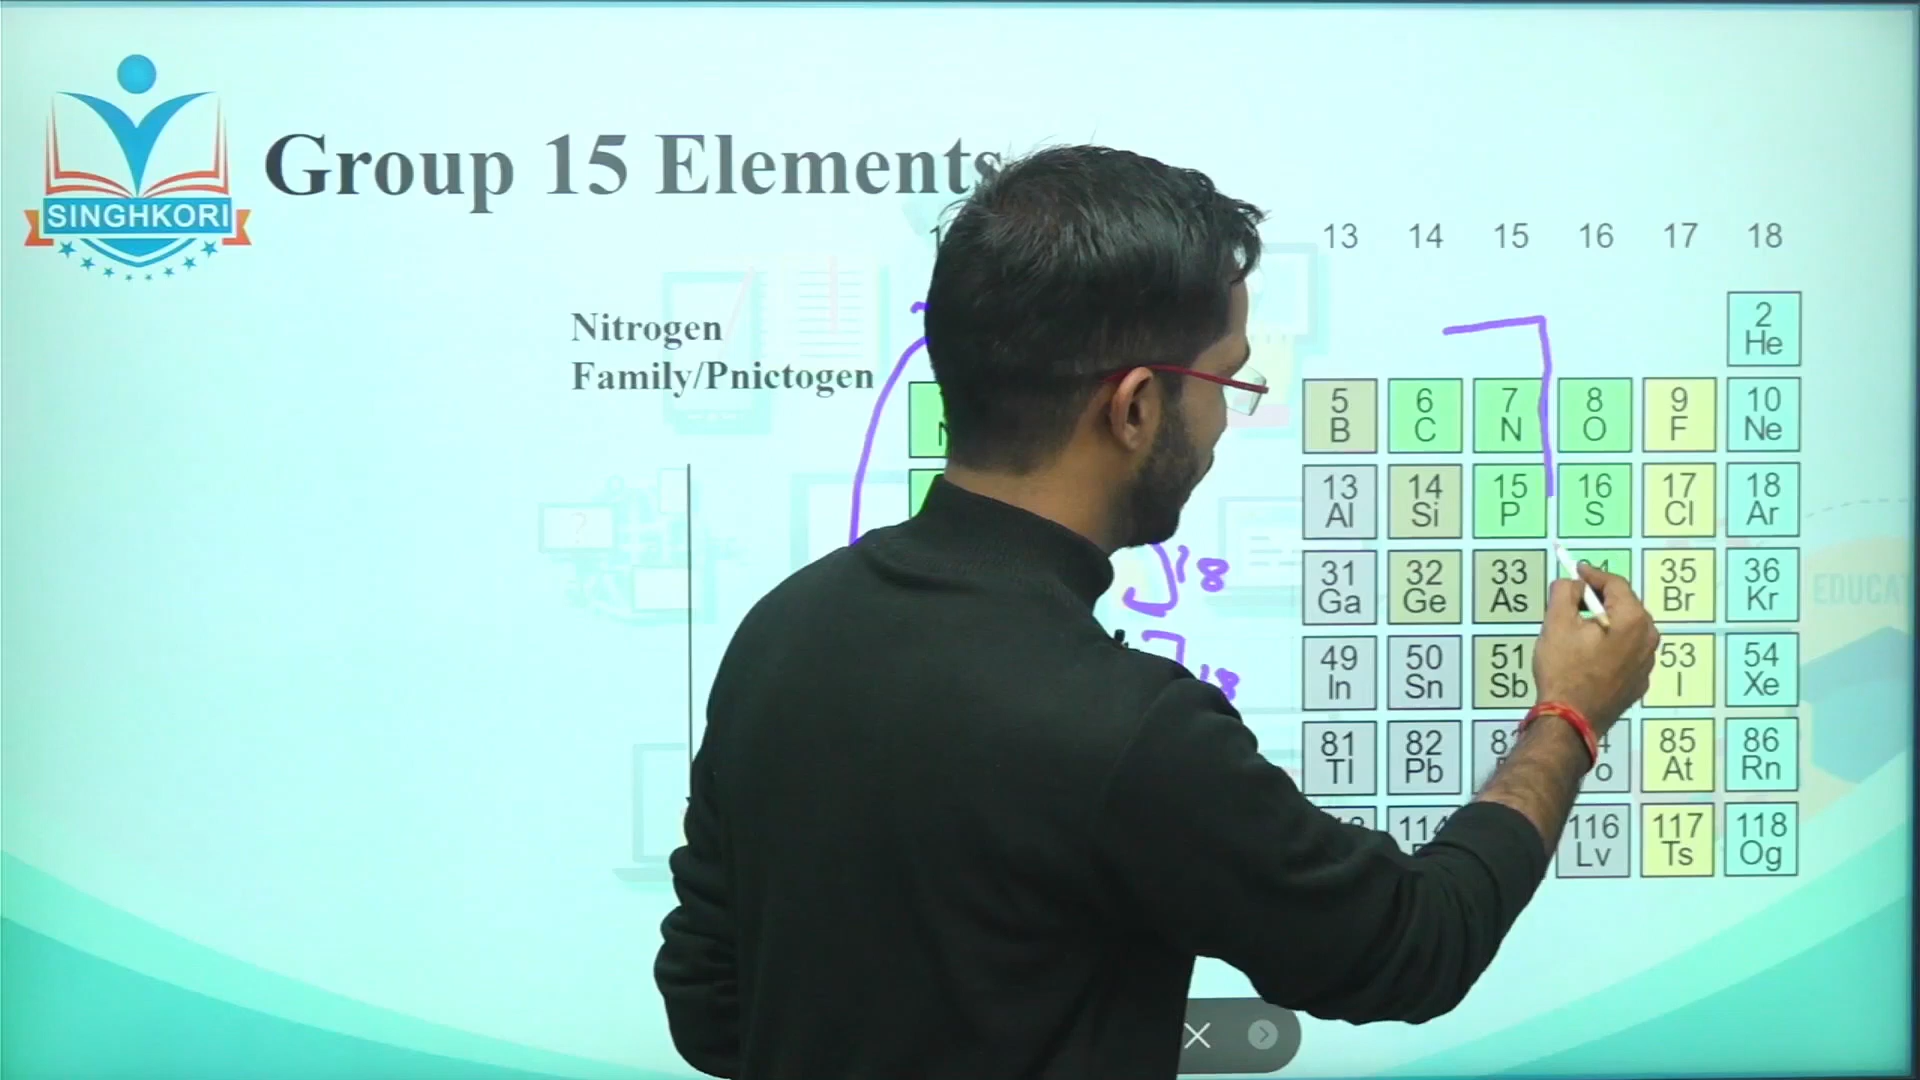 SINGHKORI
Group 15 Elements
13 14 15 16 17 18
Nitrogen
Family/Pnictogen
2
He
5 6 7 8 9 10
B C N O F Ne
13 14 15 16 17 18
Al Si P S Cl Ar
18
31 32 33 35 36
Ga Ge As Br Kr
18
49 50 51 53 54
In Sn Sb I Xe
81 82 85 86
Tl Pb At Rn
114 116 117 118
Lv Ts Og
?
EDUCAT